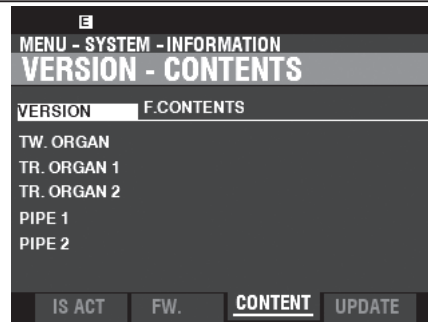 E
MENU - SYSTEM -INFORMATION
VERSION - CONTENTS
VERSION F.CONTENTS
TW. ORGAN
TR. ORGAN 1
TR. ORGAN 2
PIPE 1
PIPE 2
IS ACT FW. CONTENT UPDATE